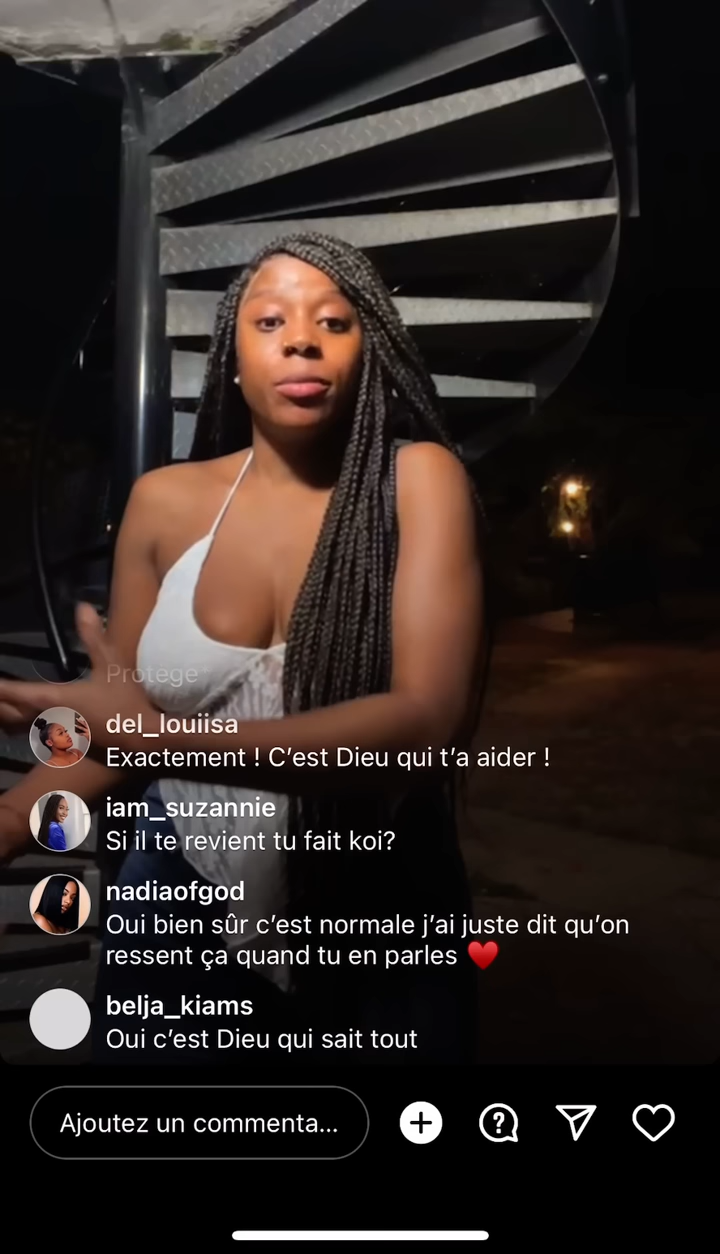 Protege
del_louiisa
Exactement ! C’est Dieu qui t’a aider !
iam_suzannie
Si il te revient tu fait koi?
nadiaofgod
Oui bien sûr c’est normale j’ai juste dit qu’on
ressent ça quand tu en parles ♥️
belja_kiams
Oui c’est Dieu qui sait tout
Ajoutez un commenta...